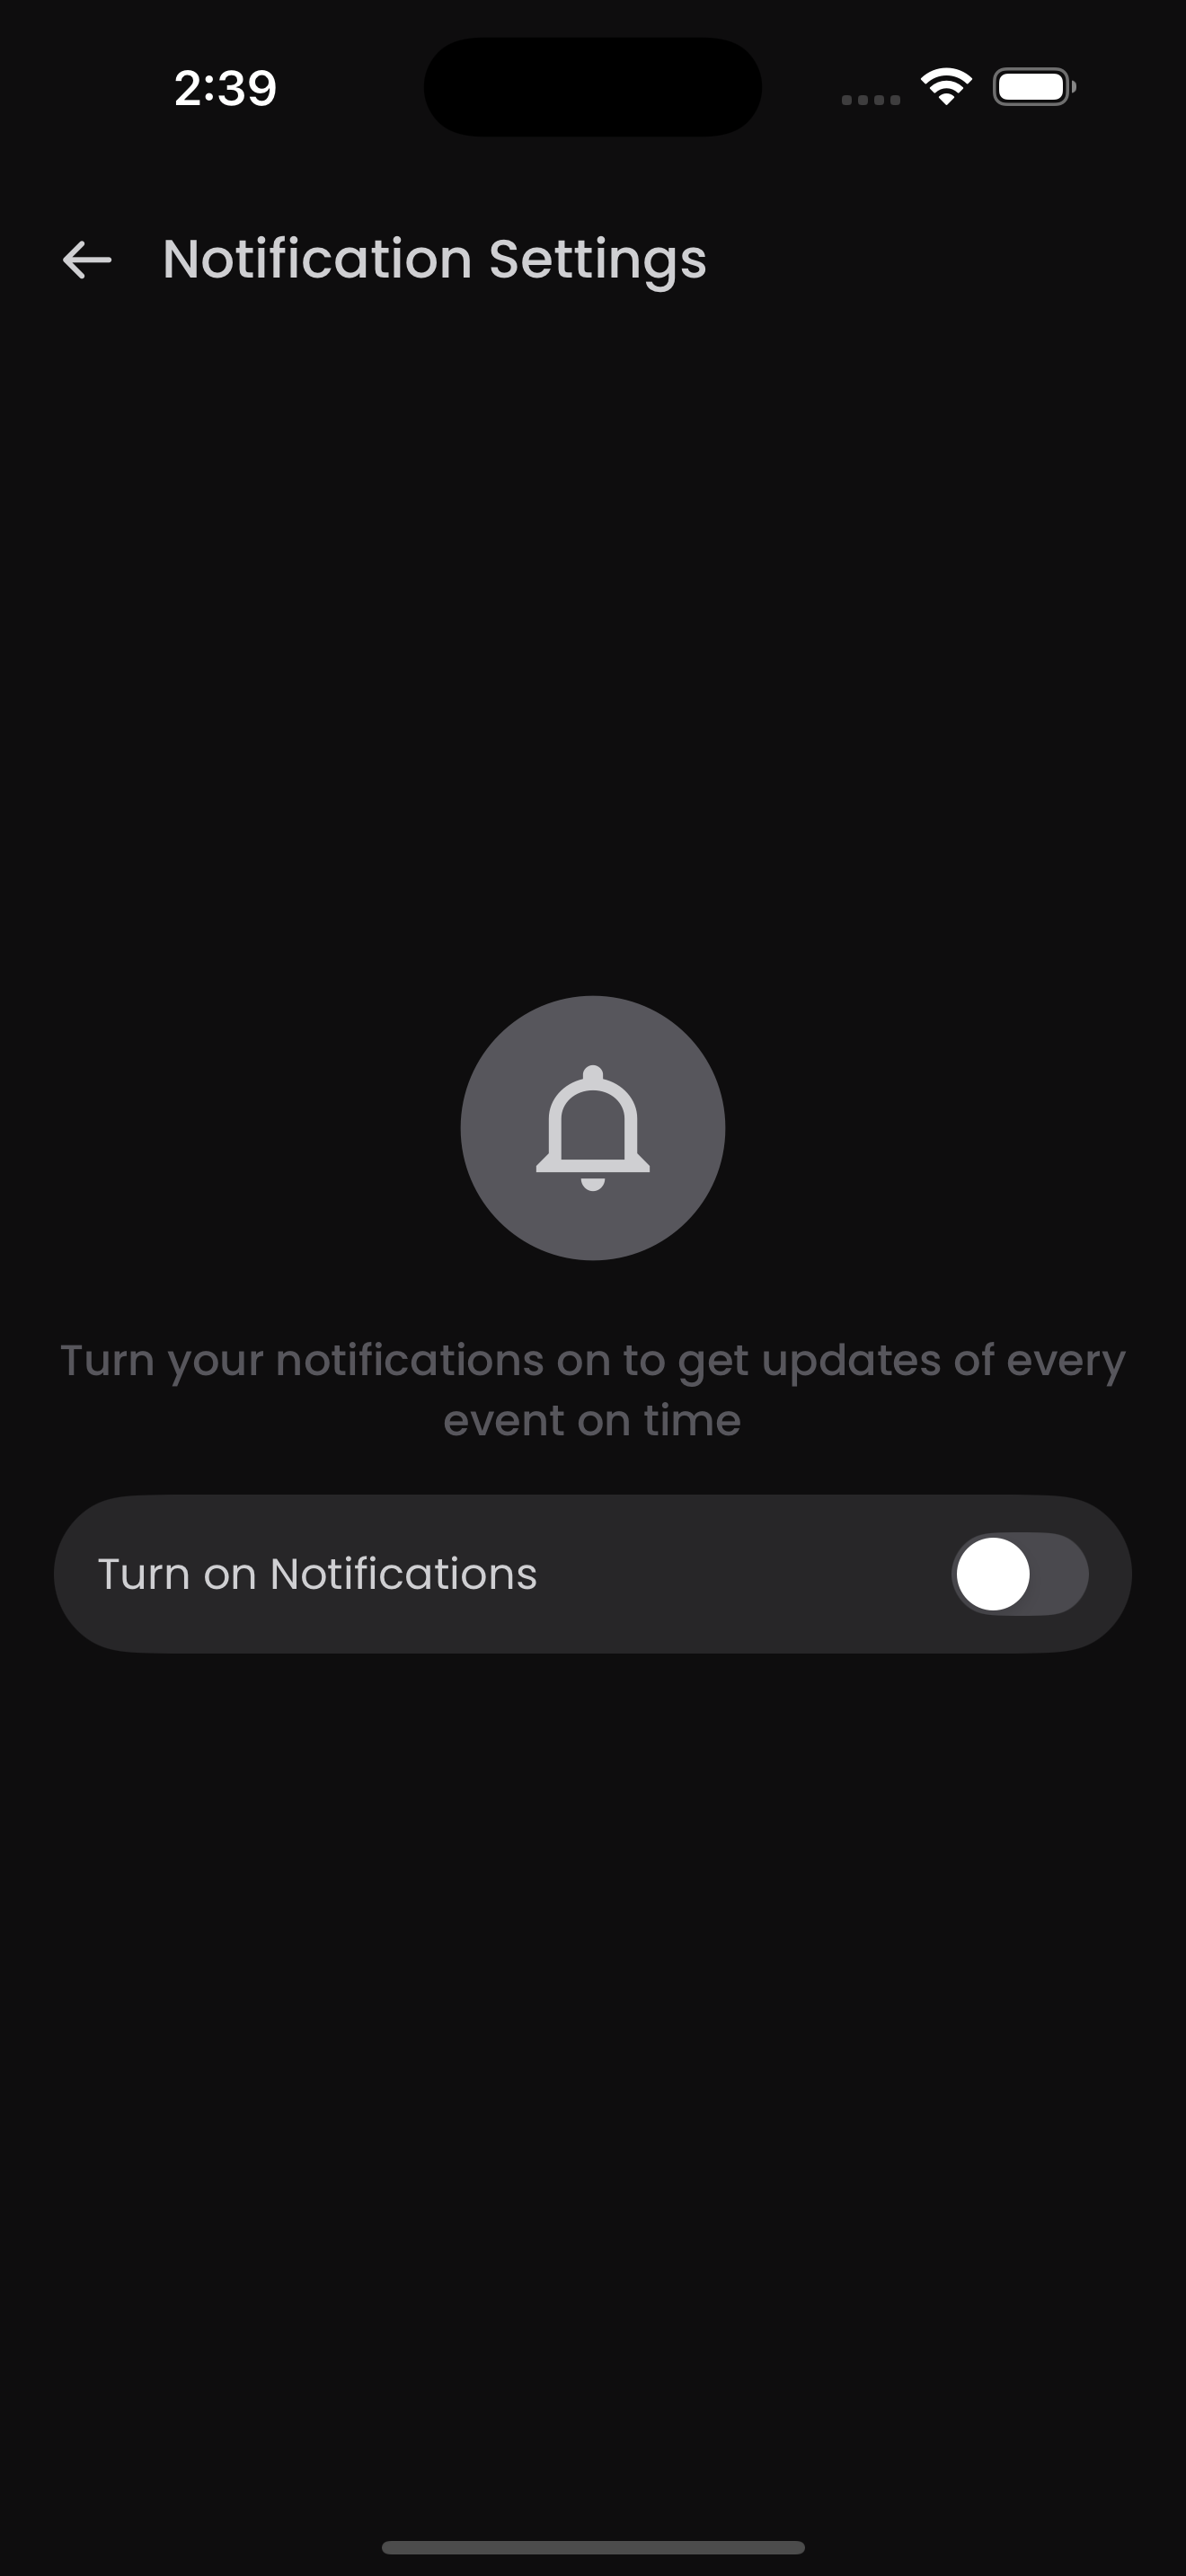 2:39
Notification Settings
Turn your notifications on to get updates of every
event on time
Turn on Notifications